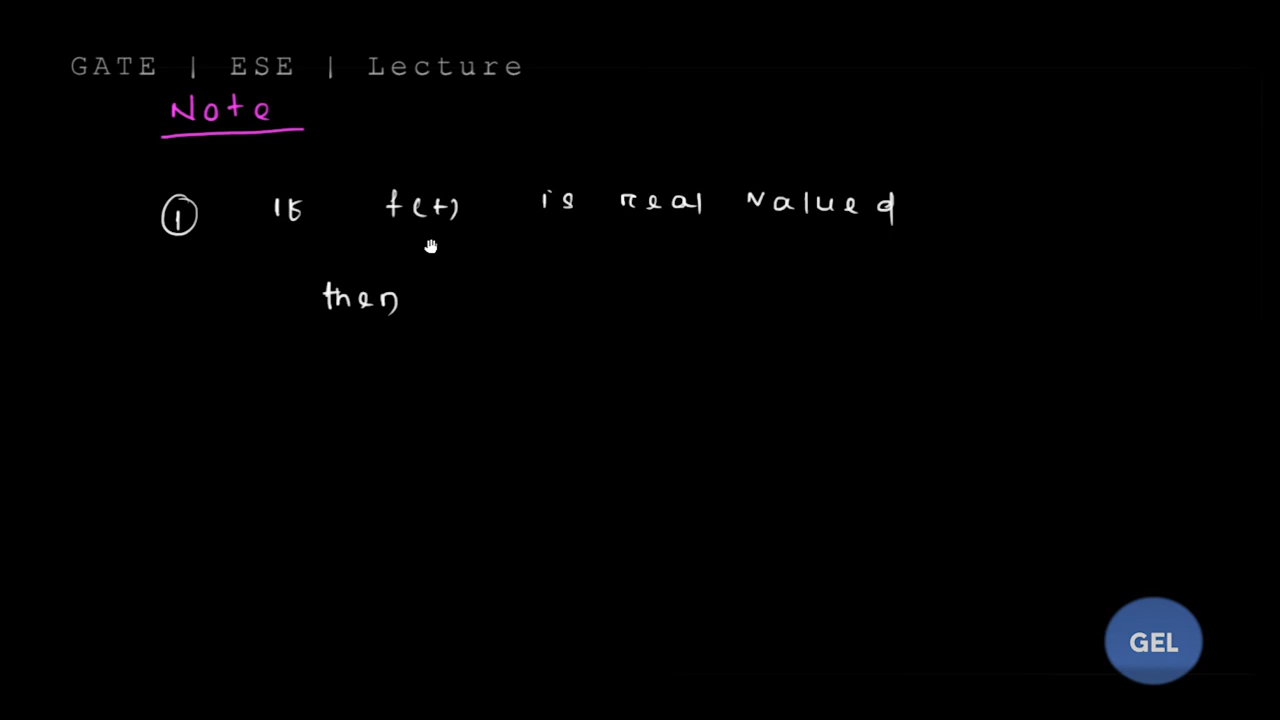 GATE | ESE | Lecture
Note
① If f(t) is real valued
then
GEL